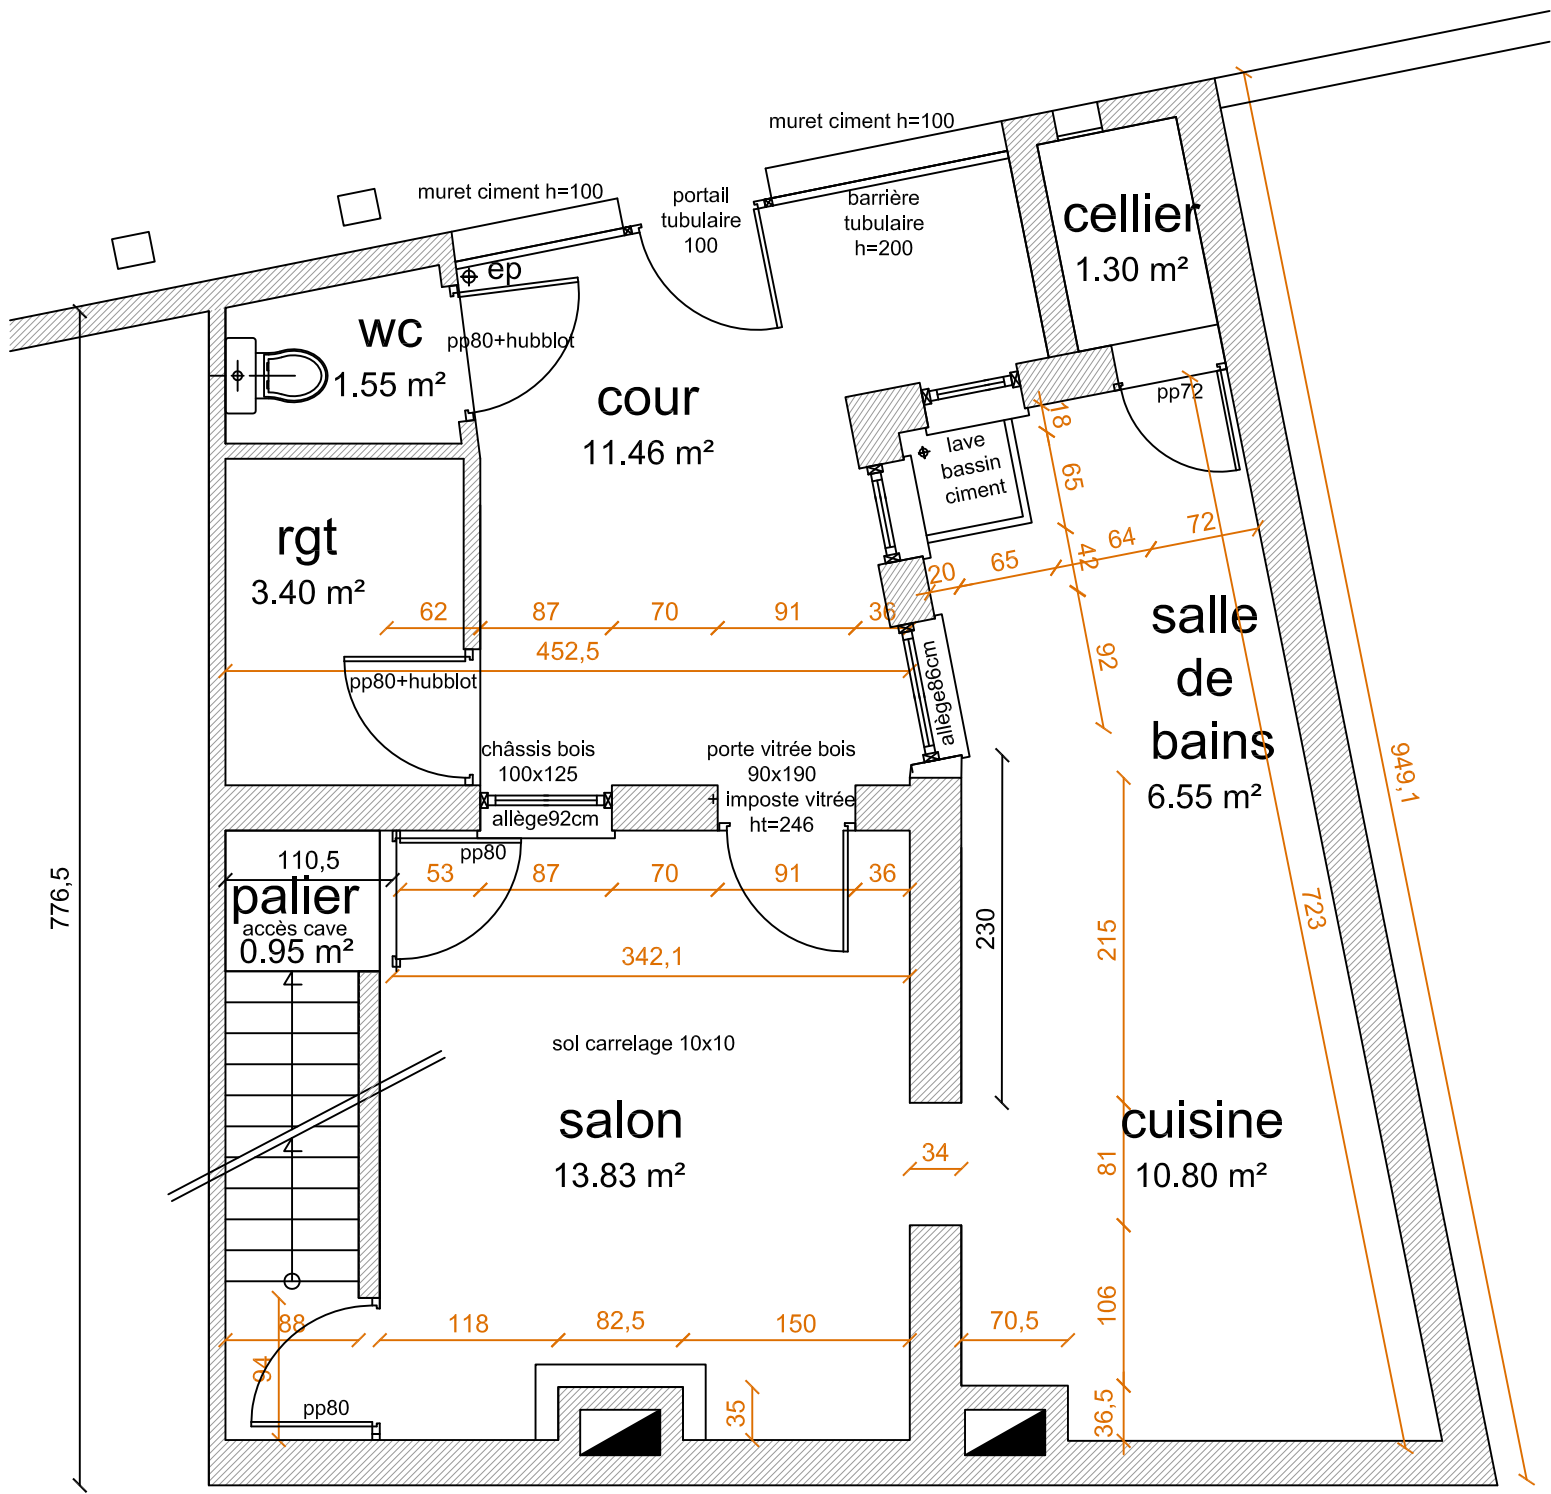 muret ciment h=100
muret ciment h=100
portail
tubulaire
100
barrière
tubulaire
h=200
cellier
1.30 m²
ep
wc
1.55 m²
pp80+hubblot
cour
11.46 m²
pp72
18
lave
bassin
ciment
65
rgt
3.40 m²
20
65
42
64
72
62
87
70
91
36
452,5
92
salle
de
bains
6.55 m²
pp80+hubblot
allège86cm
châssis bois
100x125
porte vitrée bois
90x190
+ imposte vitrée
ht=246
allège92cm
949,1
776,5
110,5
pp80
palier
accès cave
0.95 m²
53
87
70
91
36
342,1
230
215
723
sol carrelage 10x10
salon
13.83 m²
34
81
cuisine
10.80 m²
88
94
118
82,5
150
70,5
106
pp80
35
36,5